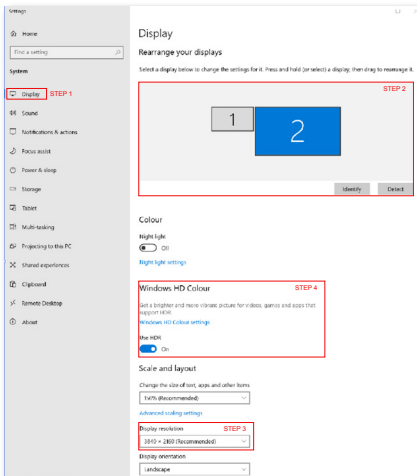 Settings
Home
Find a setting
System
Display STEP 1
Sound
Notifications & actions
Focus assist
Power & sleep
Storage
Tablet
Multi-tasking
Projecting to this PC
Shared experiences
Clipboard
Remote Desktop
About
Display
Rearrange your displays
Select a display below to change the settings for it. Press and hold (or select) a display, then drag to rearrange it.
STEP 2
1
2
Identify Detect
Colour
Night light
Off
Night light settings
Windows HD Colour STEP 4
Get a brighter and more vibrant picture for videos, games and apps that
support HDR.
Windows HD Colour settings
Use HDR
On
Scale and layout
Change the size of text, apps and other items
(Recommended)
Advanced scaling settings
Display resolution STEP 3
3840 × 2160 (Recommended)
Display orientation
Landscape